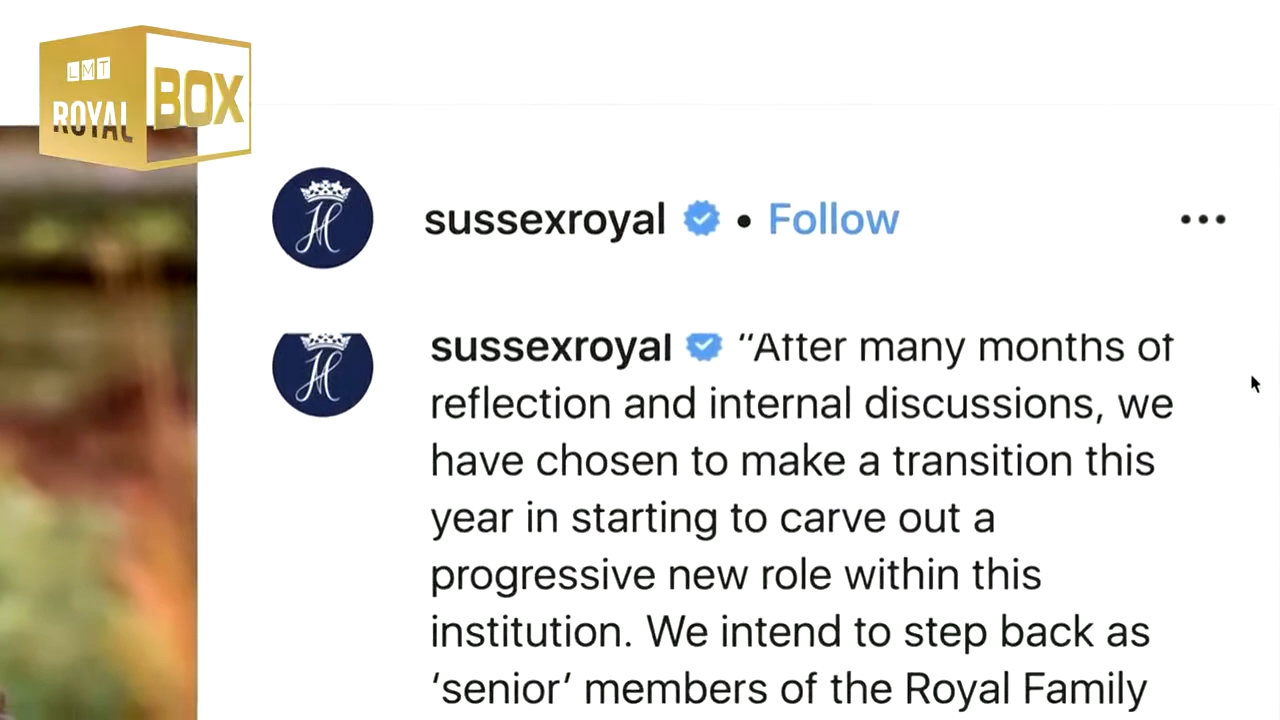 LMT
ROYAL
BOX
sussexroyal • Follow
sussexroyal "After many months of
reflection and internal discussions, we
have chosen to make a transition this
year in starting to carve out a
progressive new role within this
institution. We intend to step back as
‘senior’ members of the Royal Family